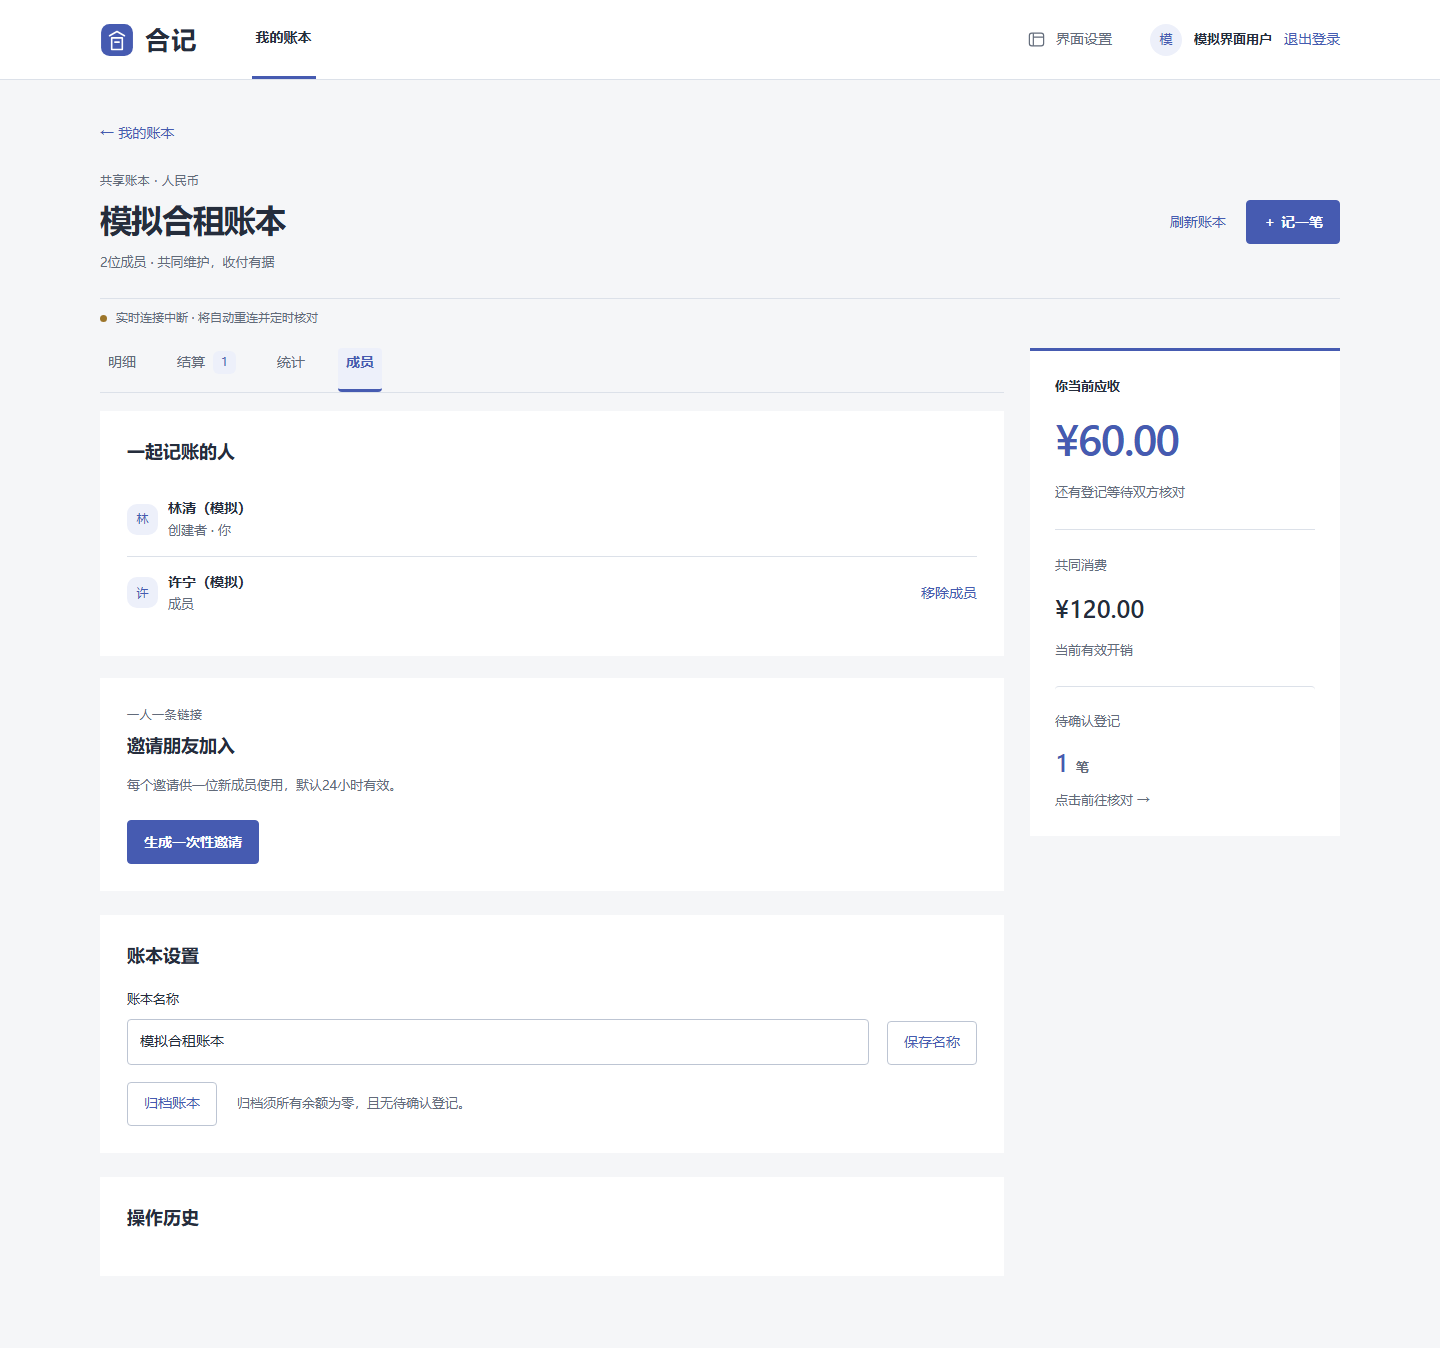 合记
我的账本
界面设置
模
模拟界面用户
退出登录
← 我的账本
共享账本 · 人民币
模拟合租账本
2位成员 · 共同维护，收付有据
刷新账本
+ 记一笔
实时连接中断 · 将自动重连并定时核对
明细
结算 1
统计
成员
一起记账的人
林
林清（模拟）
创建者 · 你
许
许宁（模拟）
成员
移除成员
一人一条链接
邀请朋友加入
每个邀请供一位新成员使用，默认24小时有效。
生成一次性邀请
账本设置
账本名称
模拟合租账本
保存名称
归档账本
归档须所有余额为零，且无待确认登记。
操作历史
你当前应收
¥60.00
还有登记等待双方核对
共同消费
¥120.00
当前有效开销
待确认登记
1 笔
点击前往核对 →